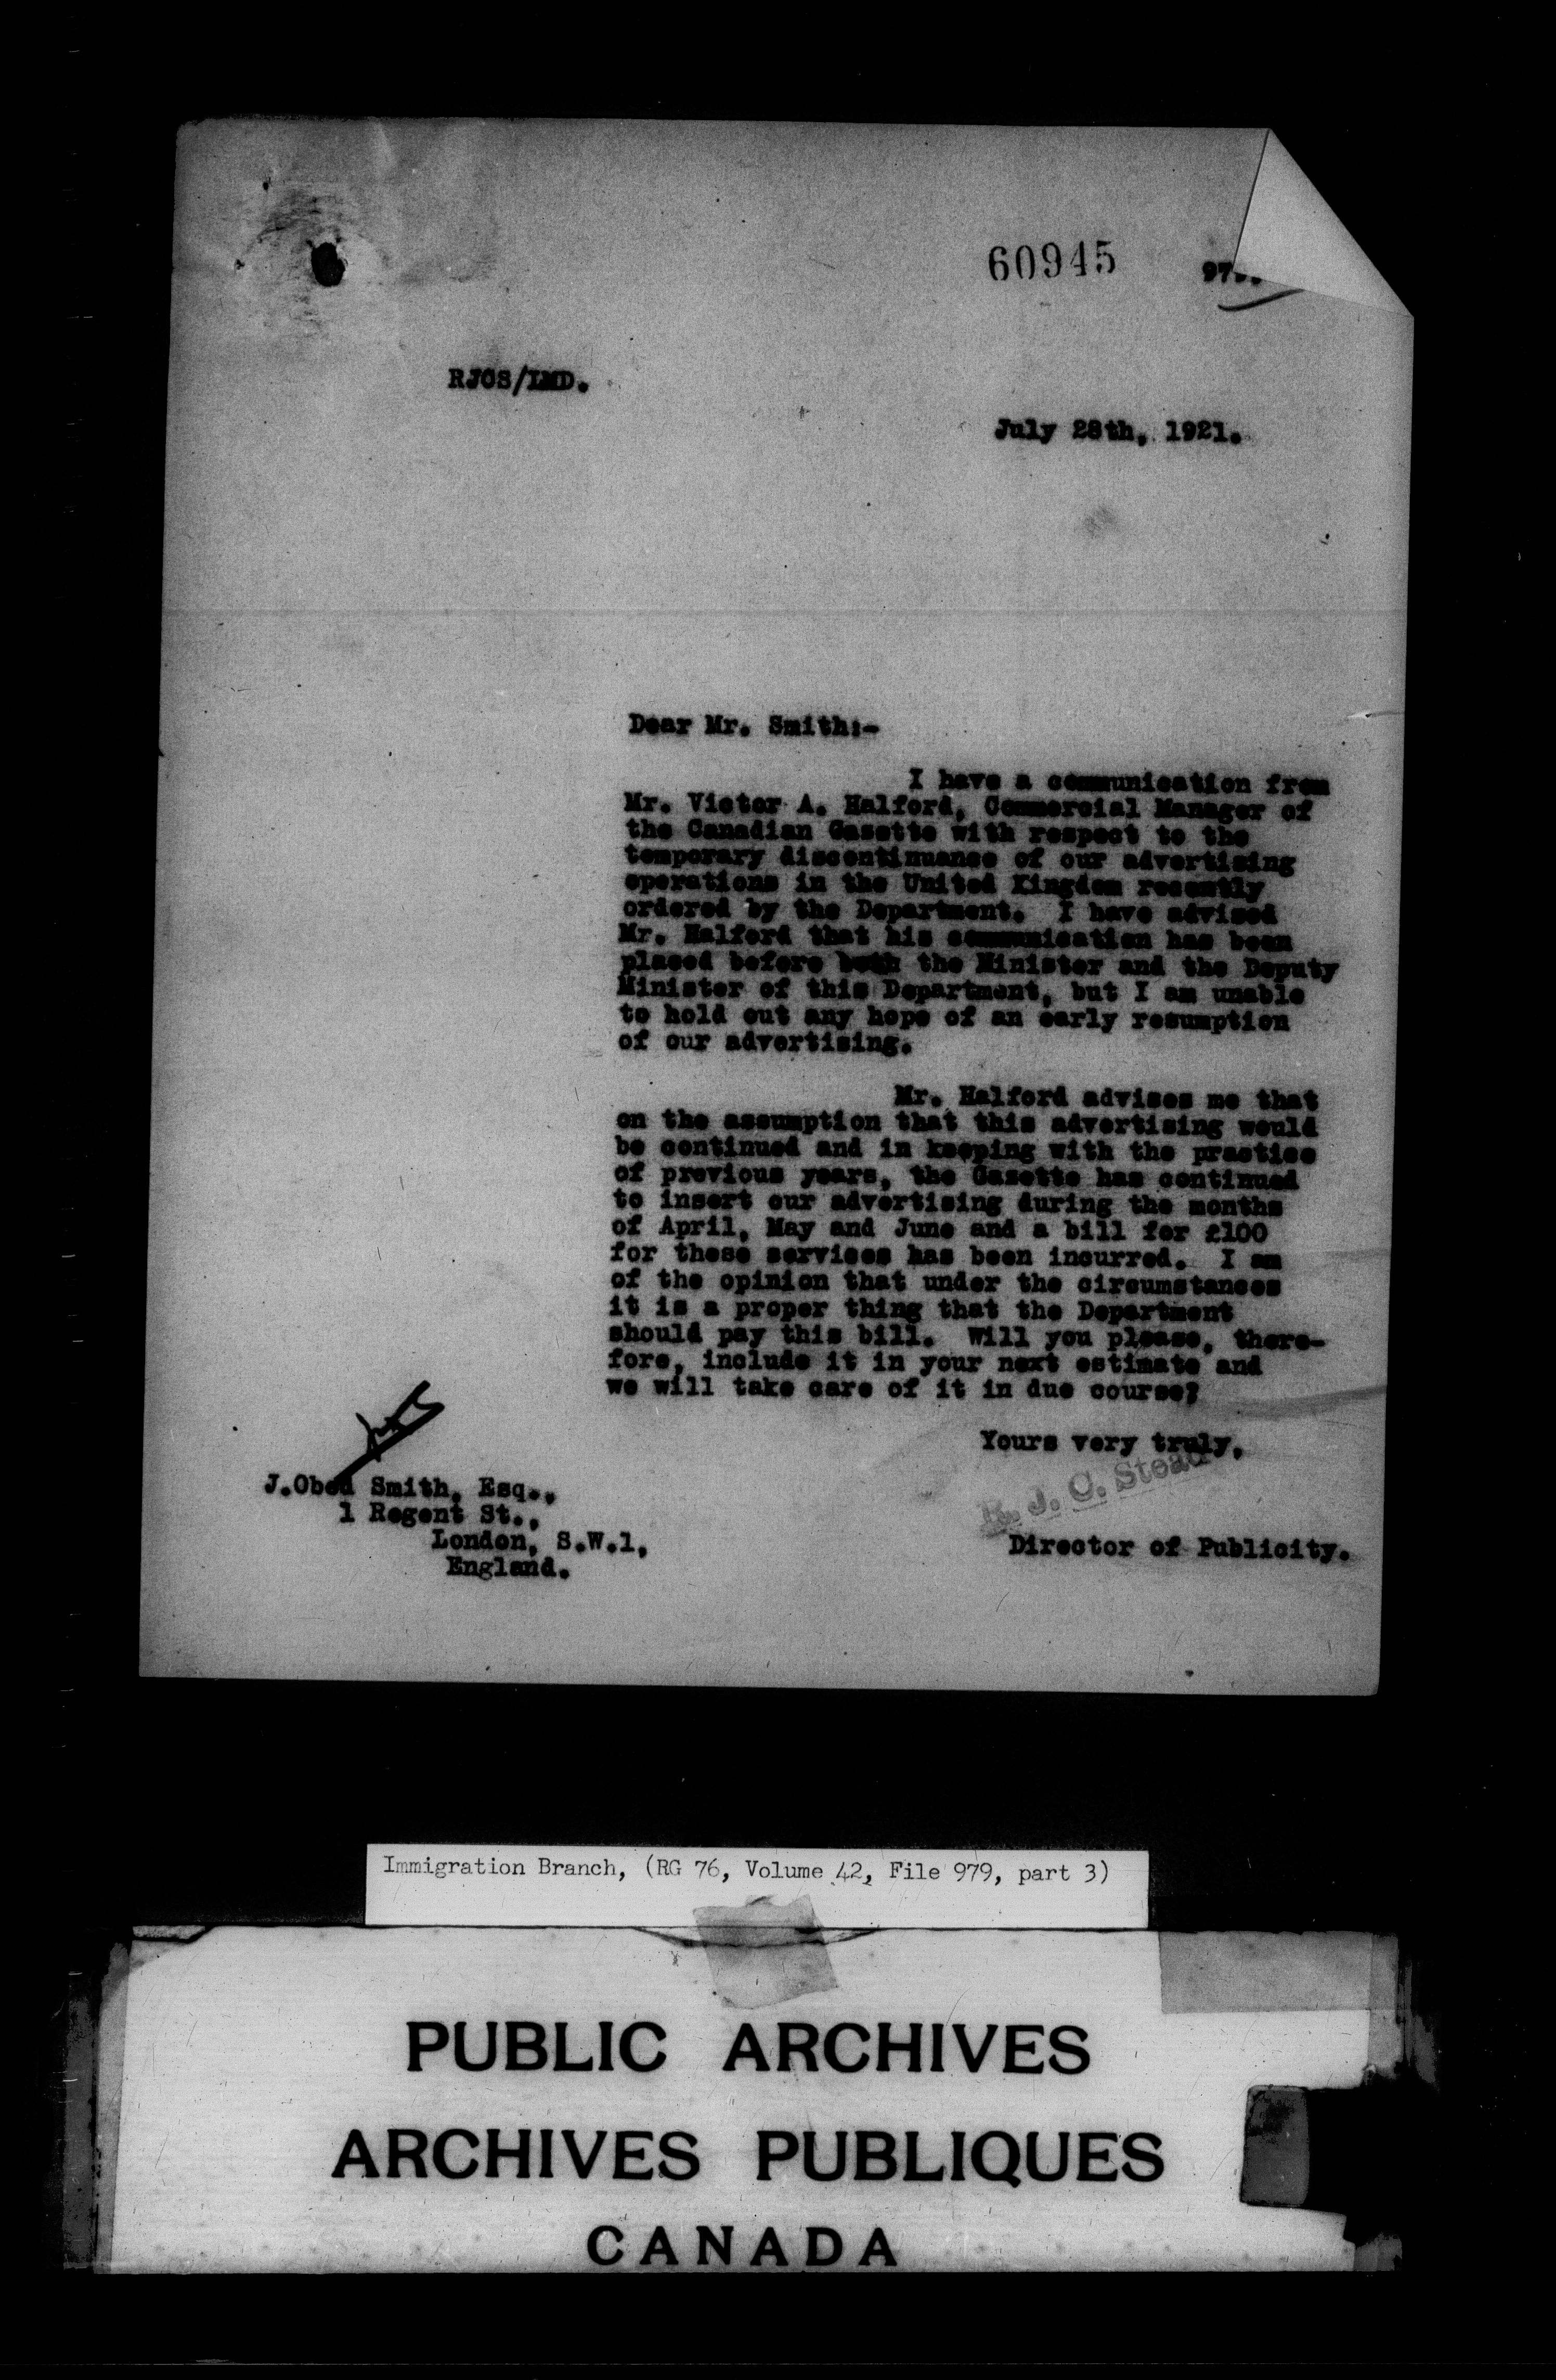 60945
RJCS/LMD.
July 28th, 1921.
Dear Mr. Smith:-
I have a communication from
Mr. Victor A. Halford, Commercial Manager of
the Canadian Gazette with respect to the
temporary discontinuance of our advertising
operations in the United Kingdom recently
ordered by the Department. I have advised
Mr. Halford that his communication has been
placed before both the Minister and the Deputy
Minister of this Department, but I am unable
to hold out any hope of an early resumption
of our advertising.
Mr. Halford advises me that
on the assumption that this advertising would
be continued and in keeping with the practice
of previous years, the Gazette has continued
to insert our advertising during the months
of April, May and June and a bill for £100
for these services has been incurred. I am
of the opinion that under the circumstances
it is a proper thing that the Department
should pay this bill. Will you please, there-
fore, include it in your next estimate and
we will take care of it in due course?
Yours very truly,
R. J. C. Stead
Director of Publicity.
J.Obed Smith, Esq.,
1 Regent St.,
London, S.W.1,
England.
Immigration Branch, (RG 76, Volume 42, File 979, part 3)
PUBLIC ARCHIVES
ARCHIVES PUBLIQUES
CANADA